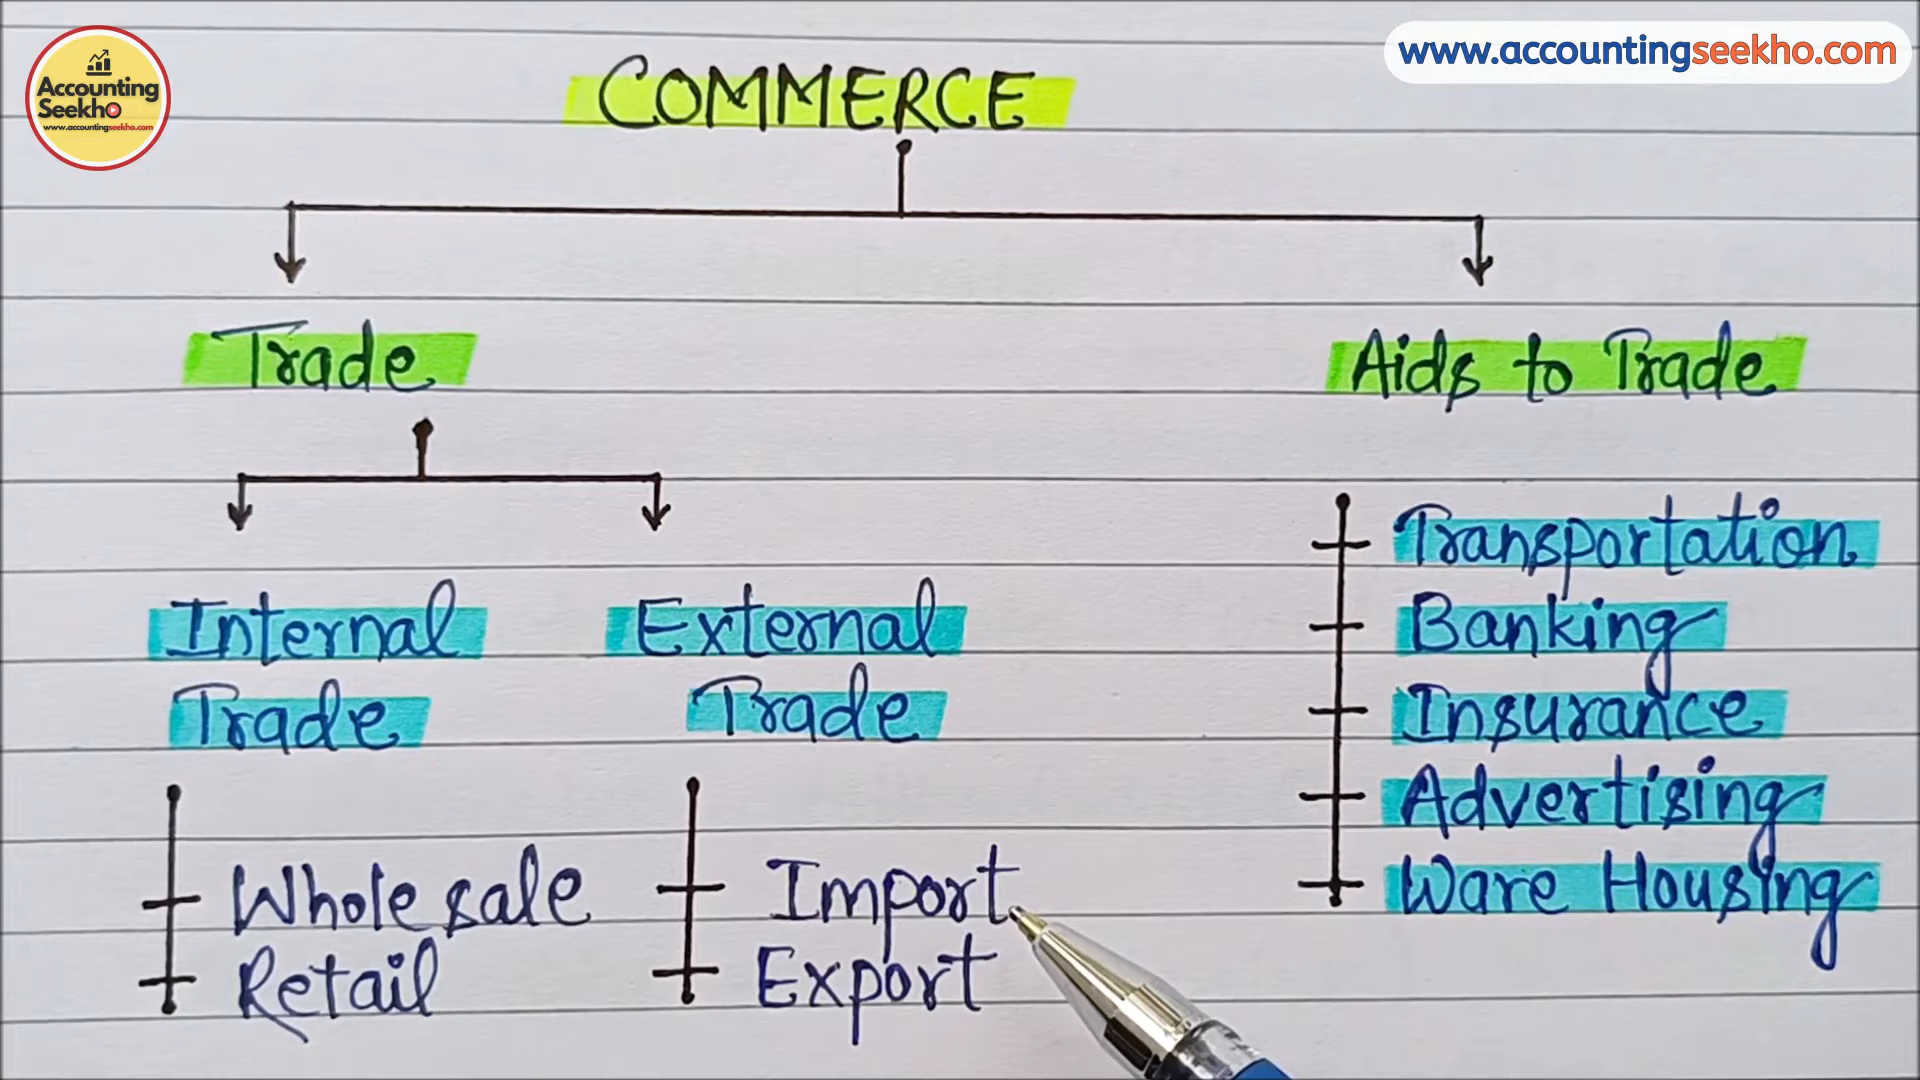 Accounting
Seekho
www.accountingseekho.com
www.accountingseekho.com
COMMERCE
Trade
Aids to Trade
Internal
Trade
External
Trade
Whole sale
Retail
Import
Export
Transportation
Banking
Insurance
Advertising
Ware Housing